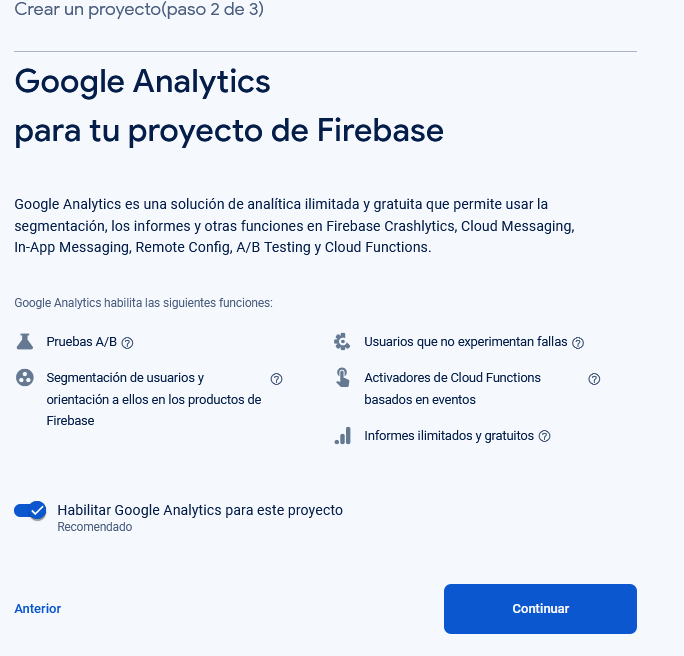 Crear un proyecto(paso 2 de 3)
Google Analytics
para tu proyecto de Firebase
Google Analytics es una solución de analítica ilimitada y gratuita que permite usar la
segmentación, los informes y otras funciones en Firebase Crashlytics, Cloud Messaging,
In-App Messaging, Remote Config, A/B Testing y Cloud Functions.
Google Analytics habilita las siguientes funciones:
Pruebas A/B
Segmentación de usuarios y
orientación a ellos en los productos de
Firebase
Usuarios que no experimentan fallas
Activadores de Cloud Functions
basados en eventos
Informes ilimitados y gratuitos
Habilitar Google Analytics para este proyecto
Recomendado
Anterior
Continuar